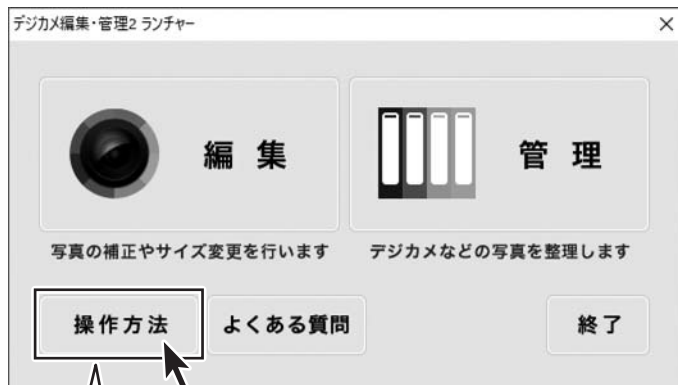 デジカメ編集・管理2 ランチャー
編 集
管 理
写真の補正やサイズ変更を行います
デジカメなどの写真を整理します
操作方法
よくある質問
終了